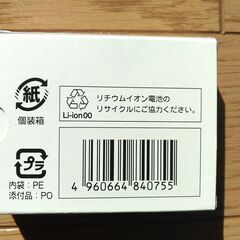 紙
個装箱
リチウムイオン電池の
リサイクルにご協力ください。
Li-ion00
プラ
内袋:PE
添付品:PO
4 960664 840755